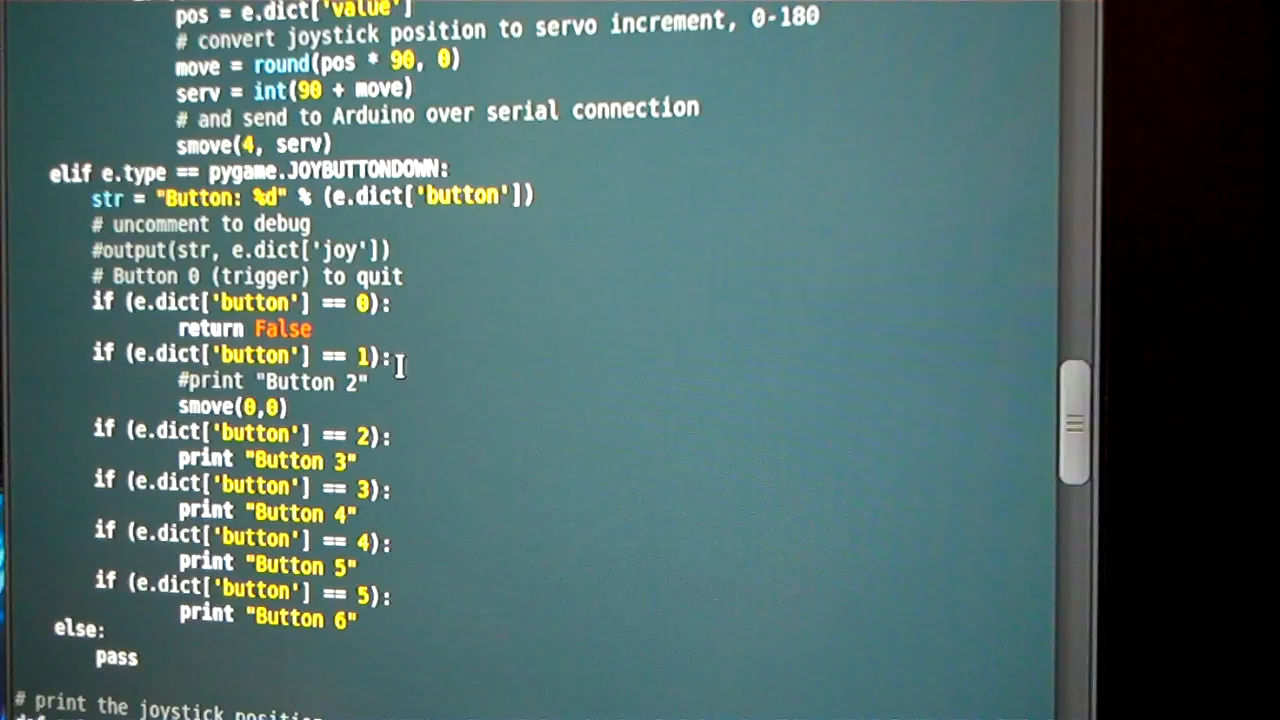 pos = e.dict['value']
# convert joystick position to servo increment, 0-180
move = round(pos * 90, 0)
serv = int(90 + move)
# and send to Arduino over serial connection
smove(4, serv)
elif e.type == pygame.JOYBUTTONDOWN:
str = "Button: %d" % (e.dict['button'])
# uncomment to debug
#output(str, e.dict['joy'])
# Button 0 (trigger) to quit
if (e.dict['button'] == 0):
return False
if (e.dict['button'] == 1):
#print "Button 2"
smove(0,0)
if (e.dict['button'] == 2):
print "Button 3"
if (e.dict['button'] == 3):
print "Button 4"
if (e.dict['button'] == 4):
print "Button 5"
if (e.dict['button'] == 5):
print "Button 6"
else:
pass
# print the joystick position